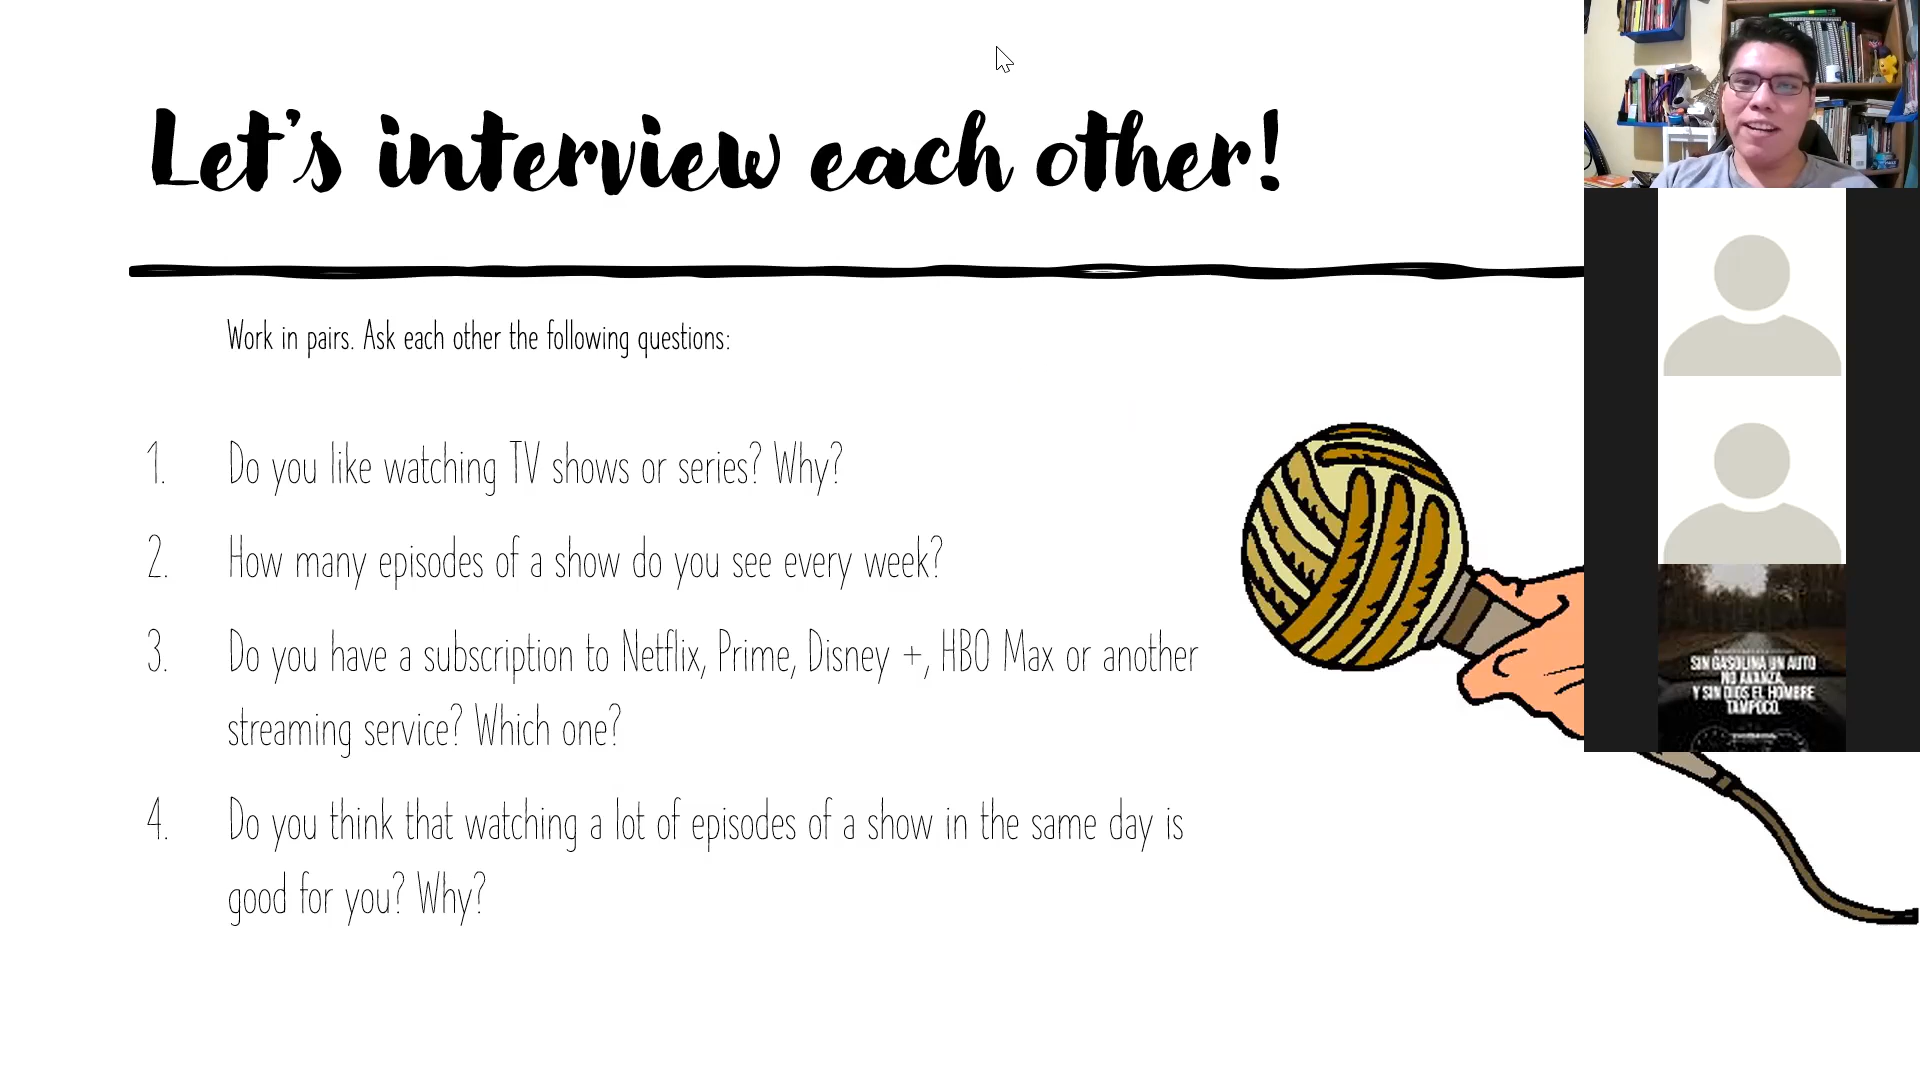 Let's interview each other!
Work in pairs. Ask each other the following questions:
1. Do you like watching TV shows or series? Why?
2. How many episodes of a show do you see every week?
3. Do you have a subscription to Netflix, Prime, Disney +, HBO Max or another
streaming service? Which one?
4. Do you think that watching a lot of episodes of a show in the same day is
good for you? Why?
SIN GASOLINA UN AUTO
NO AVANZA,
Y SIN DIOS EL HOMBRE
TAMPOCO.